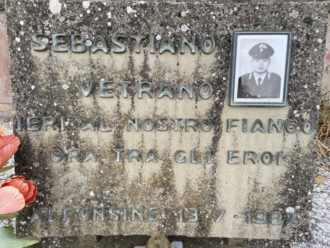 SEBASTIANO
VETRANO
IERI AL NOSTRO FIANCO
ORA TRA GLI EROI
ALFONSINE 13-7-1987